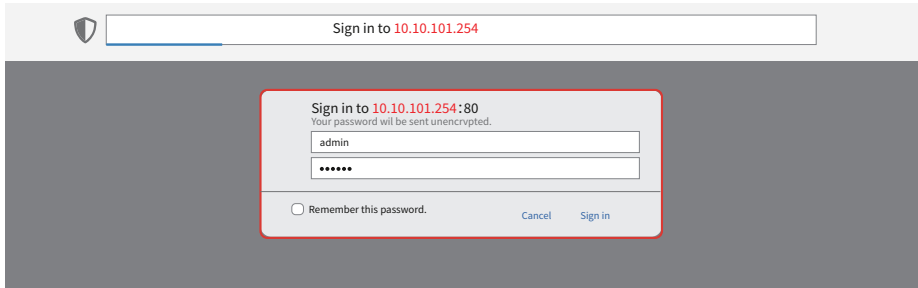 Sign in to 10.10.101.254
Sign in to 10.10.101.254:80
Your password wil be sent unencrvpted.
admin
••••••
Remember this password.
Cancel Sign in